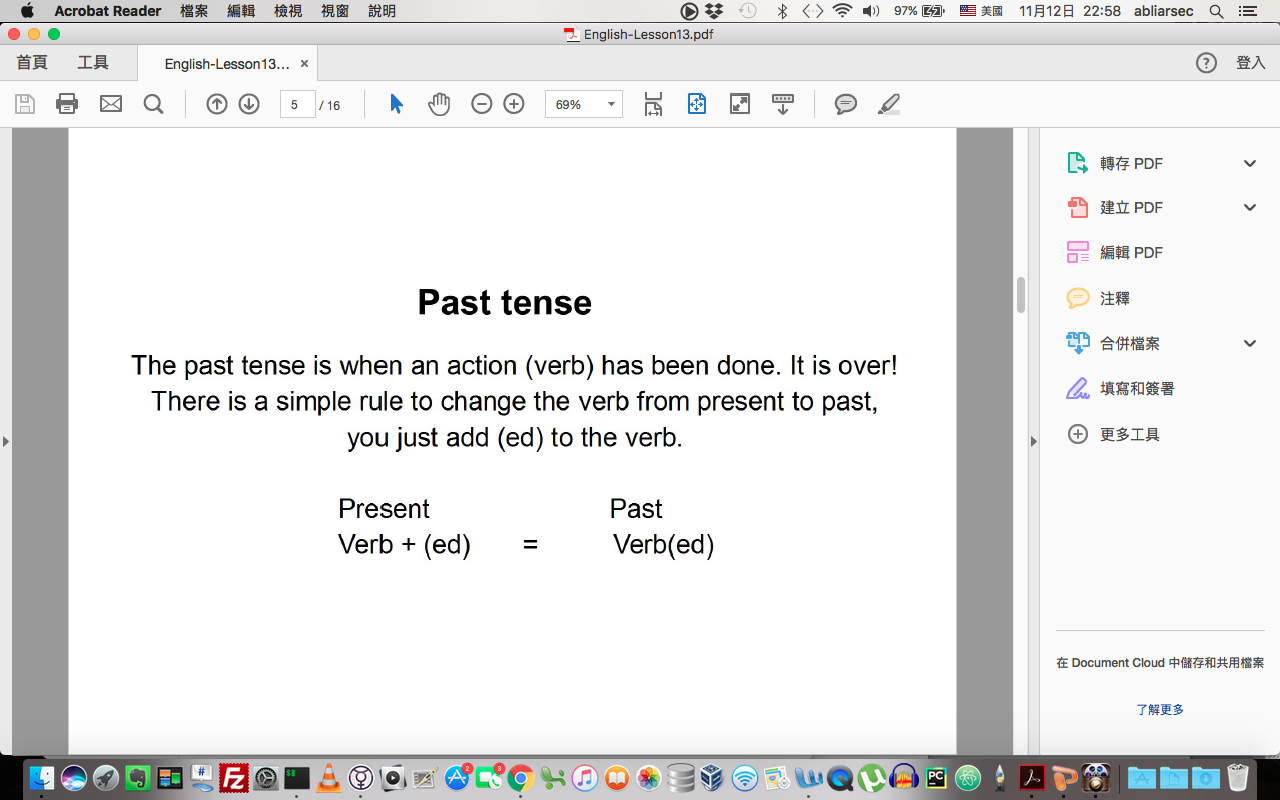 Acrobat Reader 檔案 編輯 檢視 視窗 說明 97% 美國 11月12日 22:58 abliarsec
English-Lesson13.pdf
首頁 工具 English-Lesson13... × ? 登入
5 / 16 69%
Past tense
The past tense is when an action (verb) has been done. It is over!
There is a simple rule to change the verb from present to past,
you just add (ed) to the verb.
Present Past
Verb + (ed) = Verb(ed)
轉存 PDF
建立 PDF
編輯 PDF
注釋
合併檔案
填寫和簽署
更多工具
在 Document Cloud 中儲存和共用檔案
了解更多
# Fz $$ 2 3 W PC